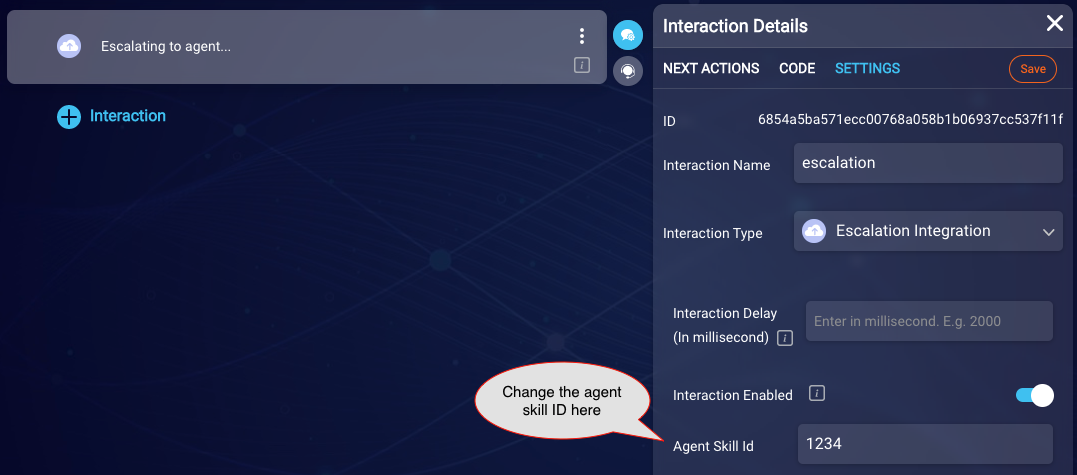 Escalating to agent...
Interaction
Interaction Details
NEXT ACTIONS CODE SETTINGS Save
ID 6854a5ba571ecc00768a058b1b06937cc537f11f
Interaction Name escalation
Interaction Type Escalation Integration
Interaction Delay
(In millisecond) i Enter in millisecond. E.g. 2000
Interaction Enabled i
Change the agent
skill ID here
Agent Skill Id 1234